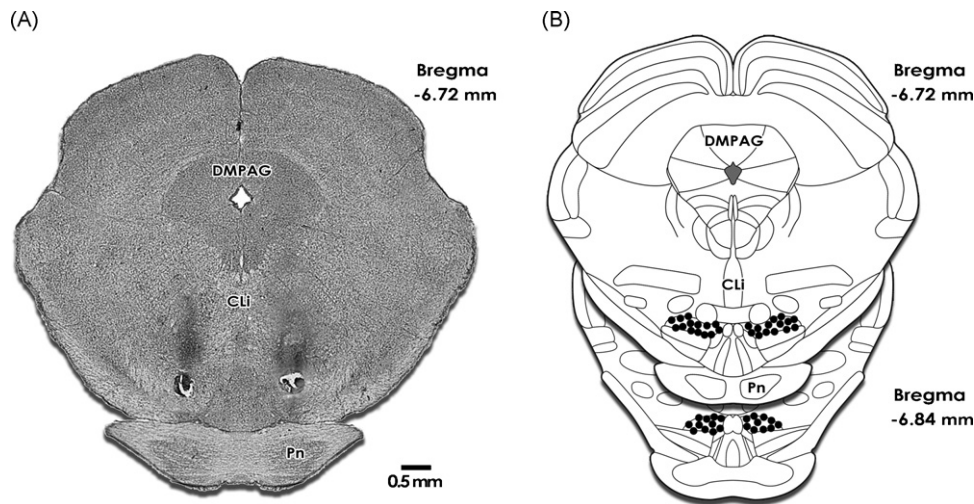 (A)
Bregma
-6.72 mm
DMPAG
CLi
Pn
0.5 mm
(B)
Bregma
-6.72 mm
DMPAG
CLi
Pn
Bregma
-6.84 mm